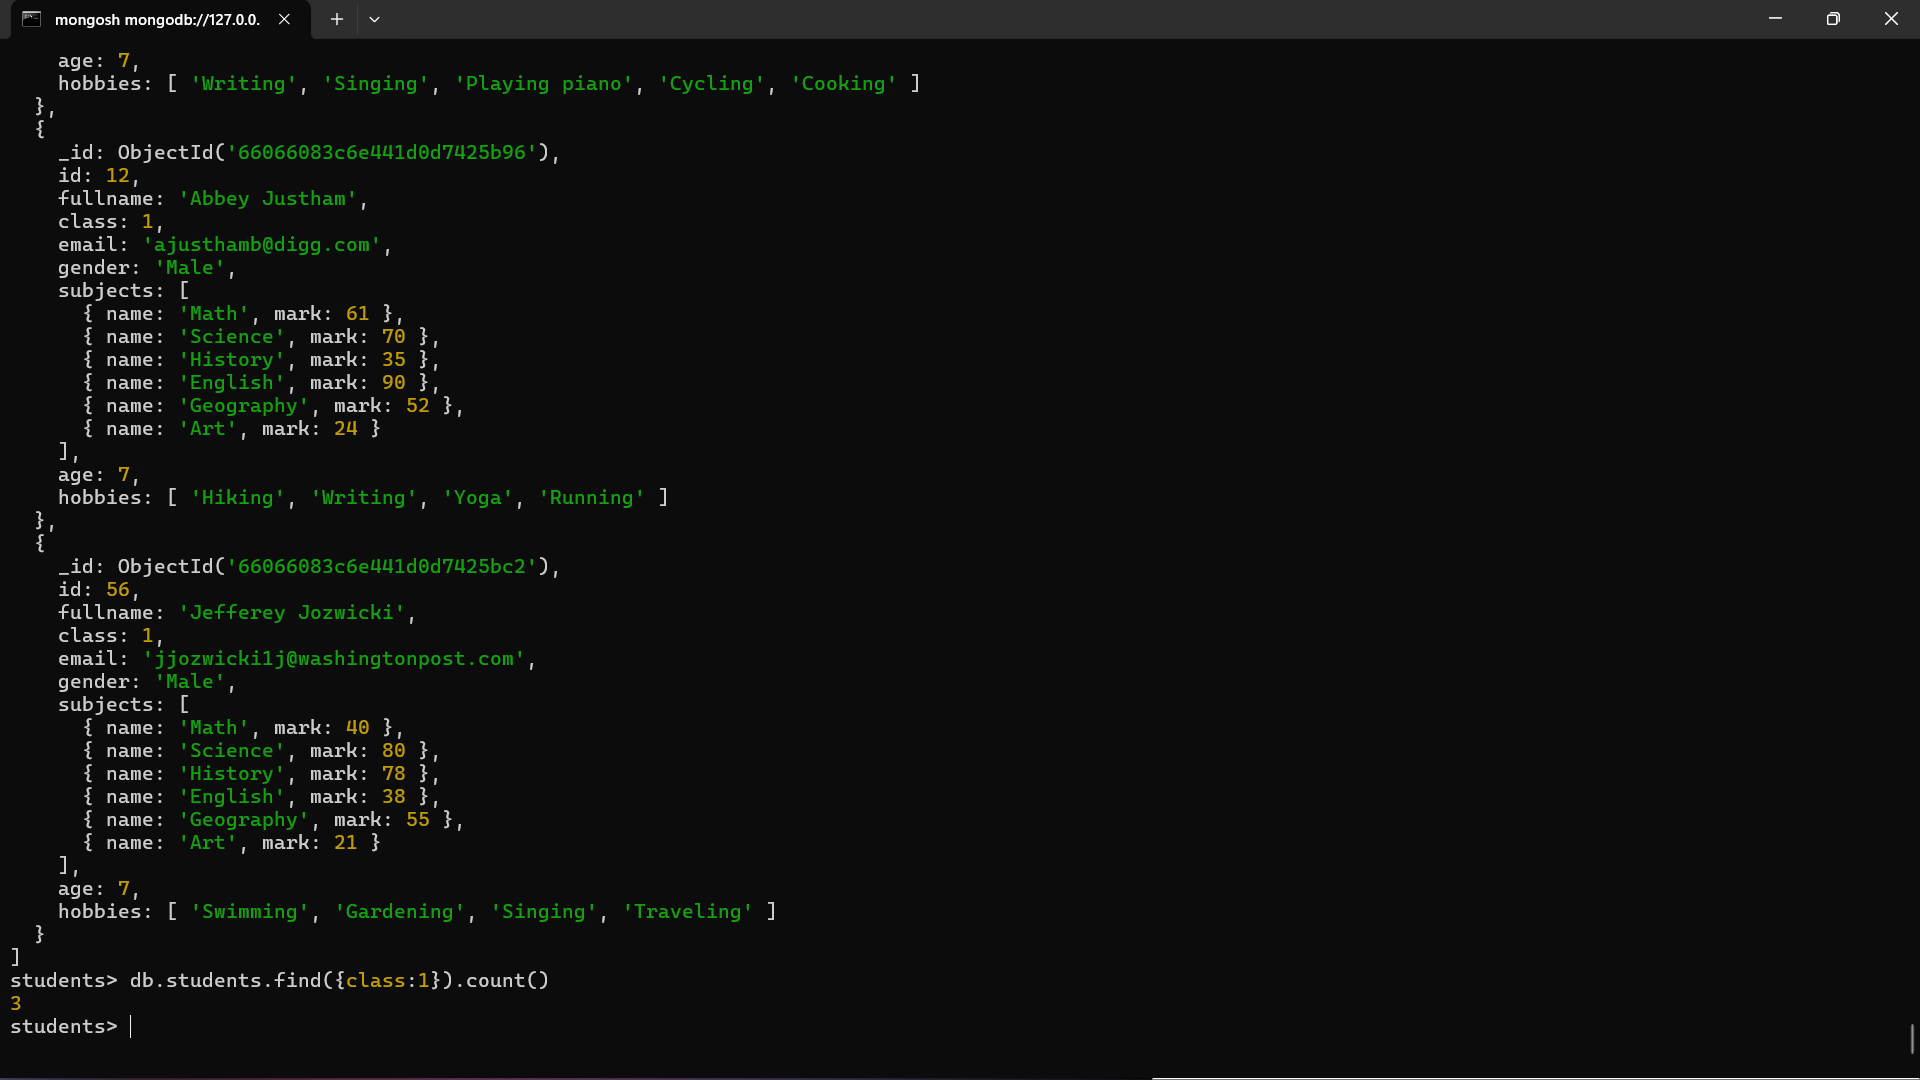 mongosh mongodb://127.0.0.
age: 7,
hobbies: [ 'Writing', 'Singing', 'Playing piano', 'Cycling', 'Cooking' ]
},
{
_id: ObjectId('66066083c6e441d0d7425b96'),
id: 12,
fullname: 'Abbey Justham',
class: 1,
email: 'ajusthamb@digg.com',
gender: 'Male',
subjects: [
{ name: 'Math', mark: 61 },
{ name: 'Science', mark: 70 },
{ name: 'History', mark: 35 },
{ name: 'English', mark: 90 },
{ name: 'Geography', mark: 52 },
{ name: 'Art', mark: 24 }
],
age: 7,
hobbies: [ 'Hiking', 'Writing', 'Yoga', 'Running' ]
},
{
_id: ObjectId('66066083c6e441d0d7425bc2'),
id: 56,
fullname: 'Jefferey Jozwicki',
class: 1,
email: 'jjozwicki1j@washingtonpost.com',
gender: 'Male',
subjects: [
{ name: 'Math', mark: 40 },
{ name: 'Science', mark: 80 },
{ name: 'History', mark: 78 },
{ name: 'English', mark: 38 },
{ name: 'Geography', mark: 55 },
{ name: 'Art', mark: 21 }
],
age: 7,
hobbies: [ 'Swimming', 'Gardening', 'Singing', 'Traveling' ]
}
]
students> db.students.find({class:1}).count()
3
students>